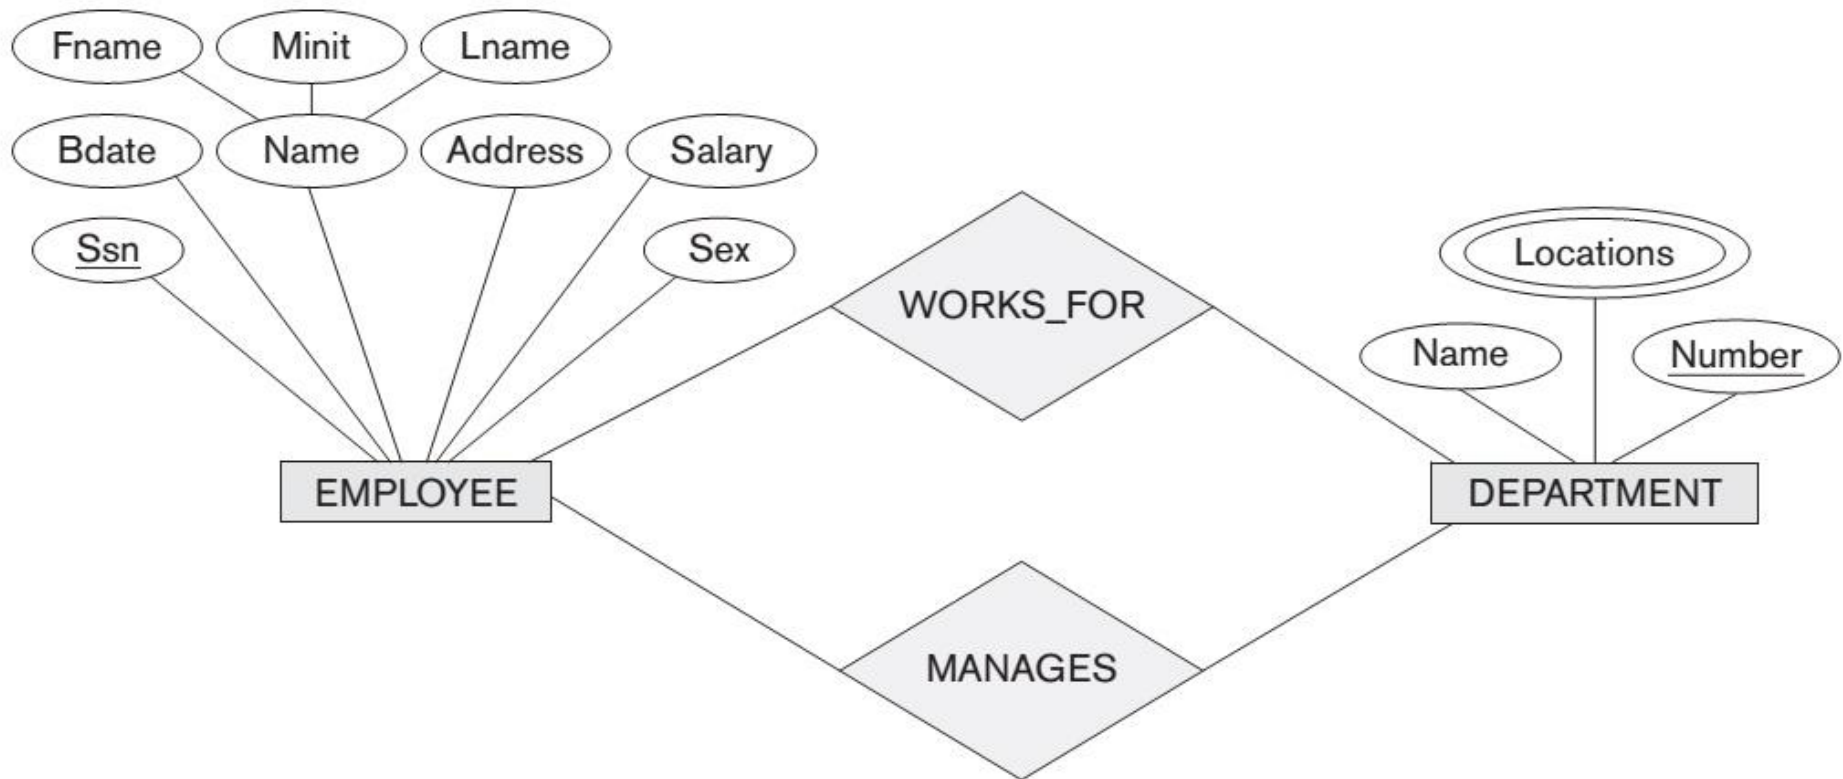 Fname
Minit
Lname
Bdate
Name
Address
Salary
Ssn
Sex
WORKS_FOR
Locations
Name
Number
EMPLOYEE
DEPARTMENT
MANAGES